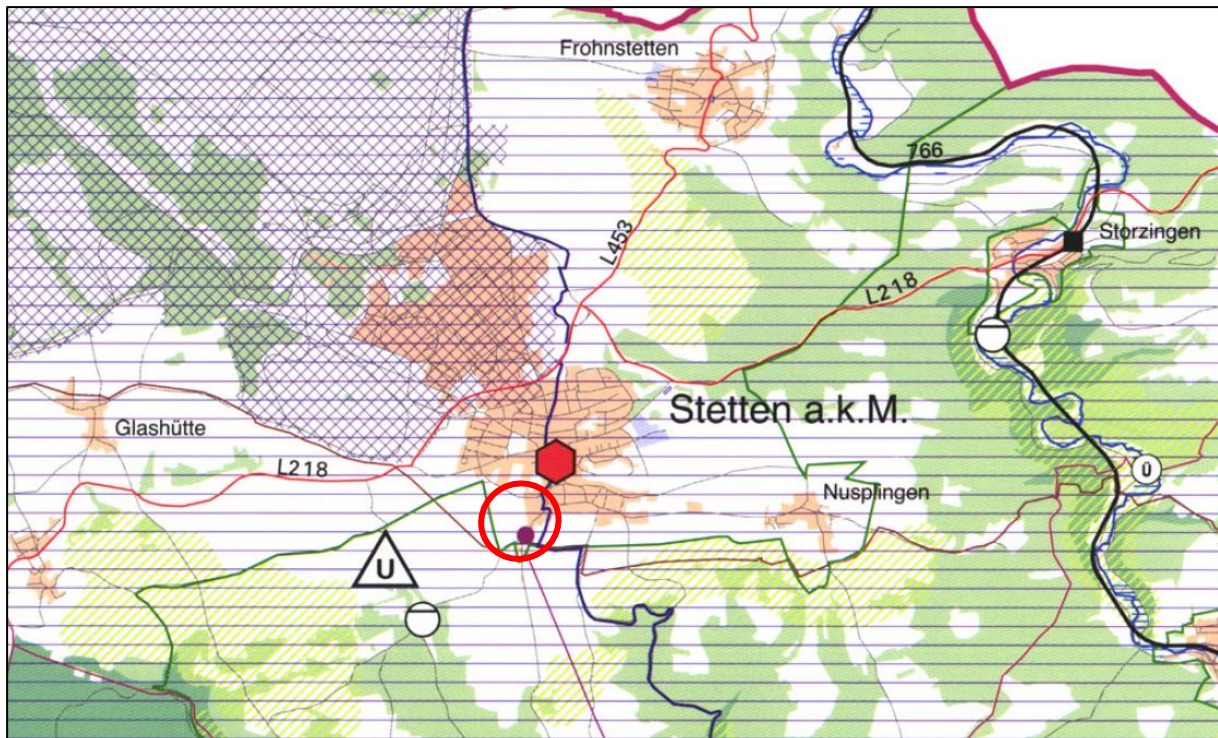 Frohnstetten
766
Storzingen
L453
L218
Stetten a.k.M.
Glashütte
L218
Nusplingen
Ü
U